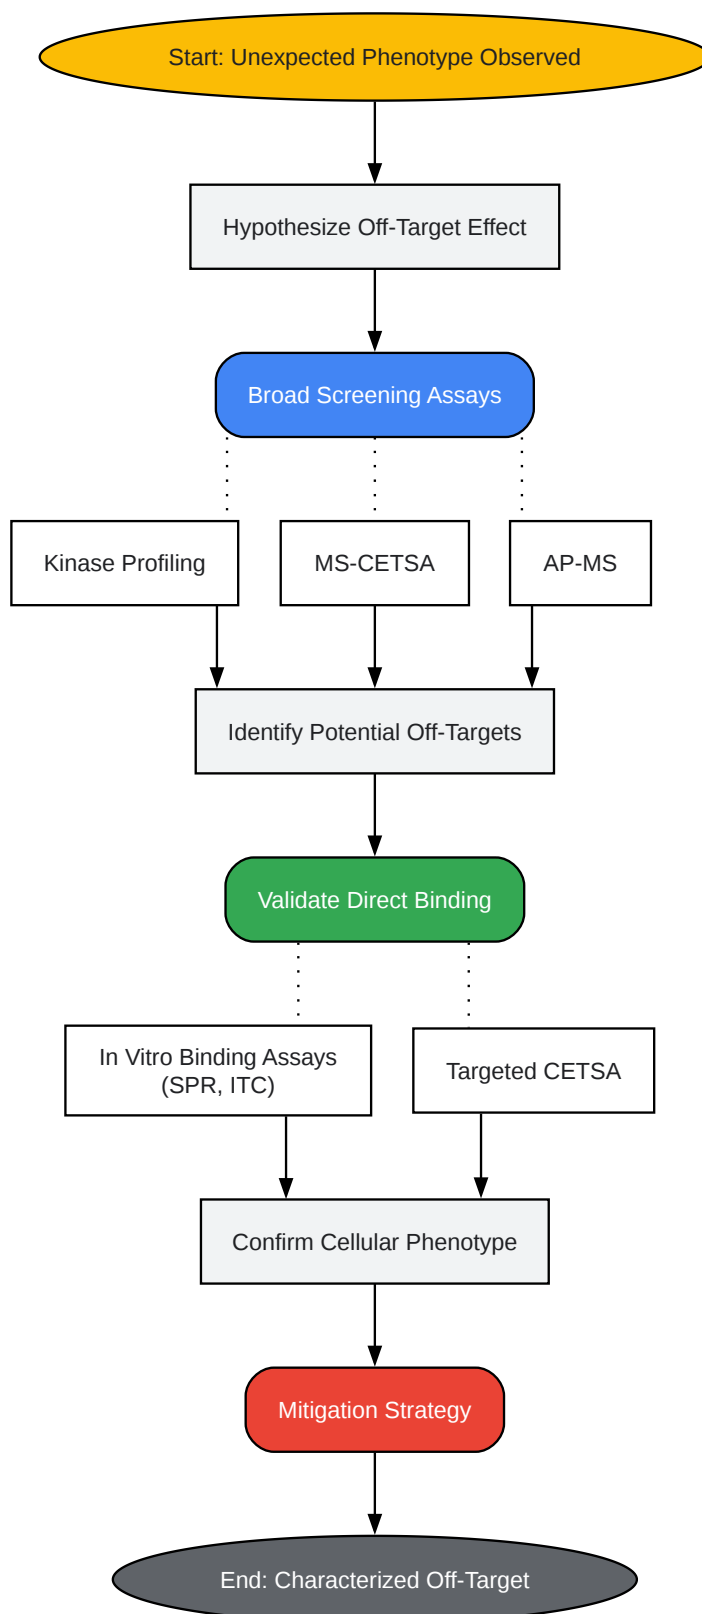 Start: Unexpected Phenotype Observed
Hypothesize Off-Target Effect
Broad Screening Assays
Kinase Profiling
MS-CETSA
AP-MS
Identify Potential Off-Targets
Validate Direct Binding
In Vitro Binding Assays
(SPR, ITC)
Targeted CETSA
Confirm Cellular Phenotype
Mitigation Strategy
End: Characterized Off-Target